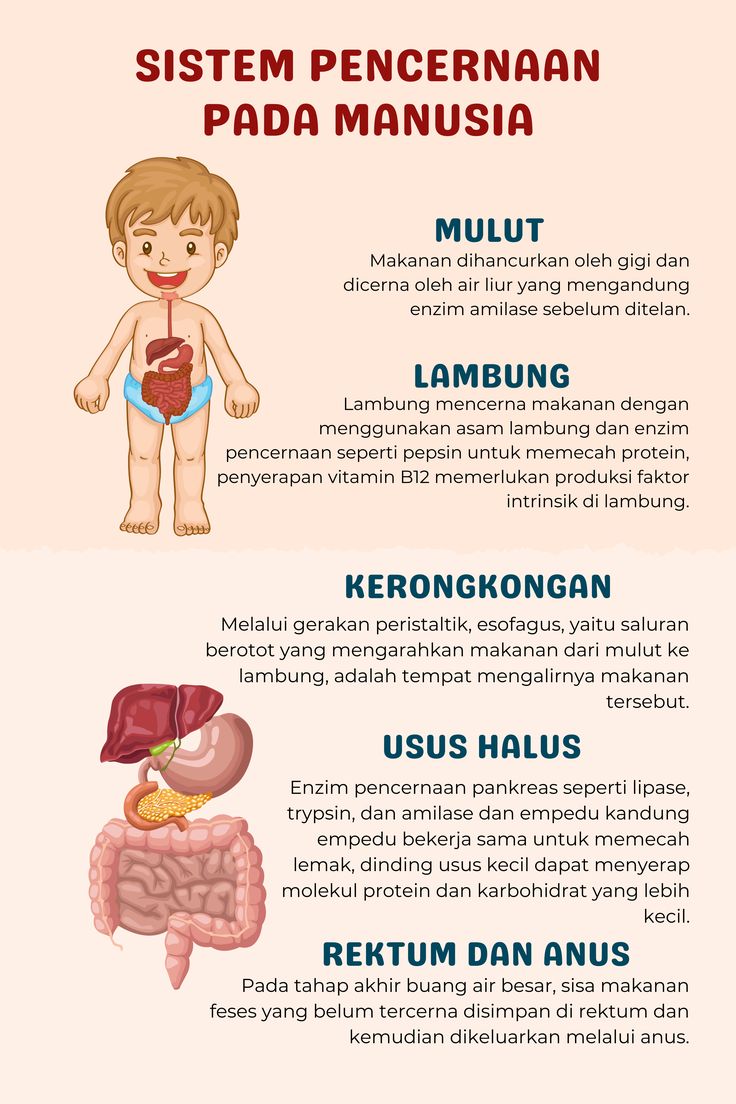 SISTEM PENCERNAAN
PADA MANUSIA
MULUT
Makanan dihancurkan oleh gigi dan
dicerna oleh air liur yang mengandung
enzim amilase sebelum ditelan.
LAMBUNG
Lambung mencerna makanan dengan
menggunakan asam lambung dan enzim
pencernaan seperti pepsin untuk memecah protein,
penyerapan vitamin B12 memerlukan produksi faktor
intrinsik di lambung.
KERONGKONGAN
Melalui gerakan peristaltik, esofagus, yaitu saluran
berotot yang mengarahkan makanan dari mulut ke
lambung, adalah tempat mengalirnya makanan
tersebut.
USUS HALUS
Enzim pencernaan pankreas seperti lipase,
trypsin, dan amilase dan empedu kandung
empedu bekerja sama untuk memecah
lemak, dinding usus kecil dapat menyerap
molekul protein dan karbohidrat yang lebih
kecil.
REKTUM DAN ANUS
Pada tahap akhir buang air besar, sisa makanan
feses yang belum tercerna disimpan di rektum dan
kemudian dikeluarkan melalui anus.